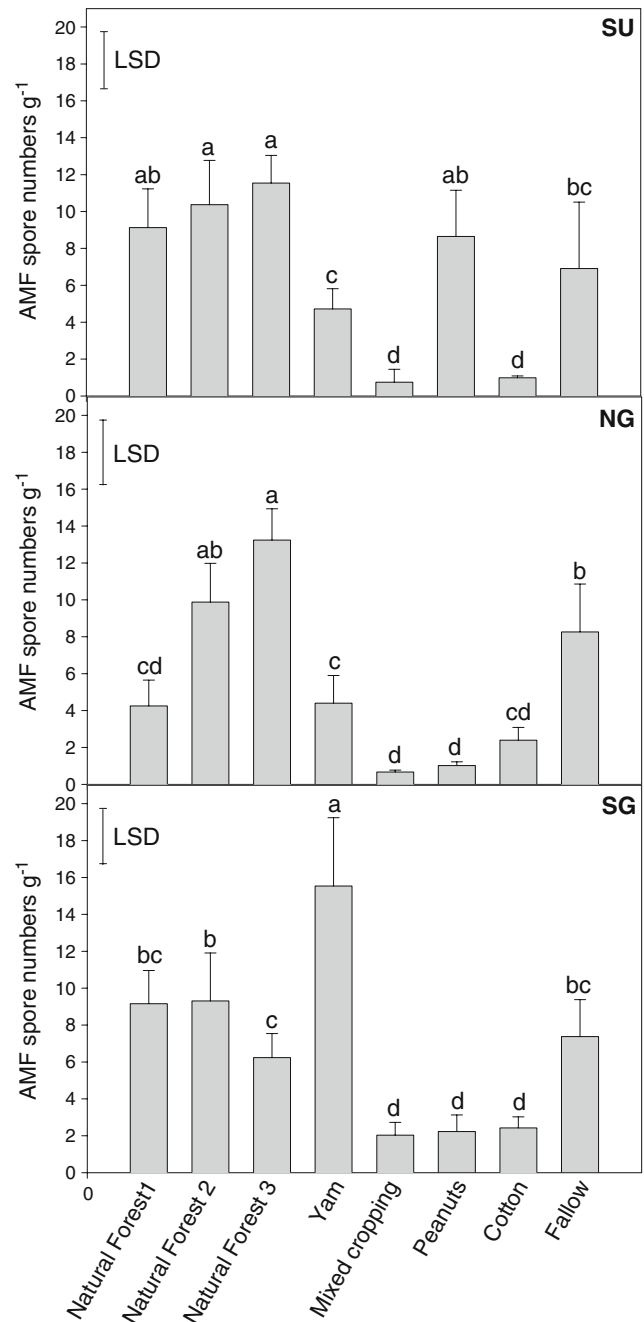 SU
LSD
AMF spore numbers g-1
20
18
16
14
12
10
8
6
4
2
0
ab
a
a
c
d
ab
d
bc
NG
LSD
AMF spore numbers g-1
20
18
16
14
12
10
8
6
4
2
0
cd
ab
a
c
d
d
cd
b
SG
LSD
AMF spore numbers g-1
20
18
16
14
12
10
8
6
4
2
0
bc
b
c
a
d
d
d
bc
0
Natural Forest1
Natural Forest 2
Natural Forest 3
Yam
Mixed cropping
Peanuts
Cotton
Fallow